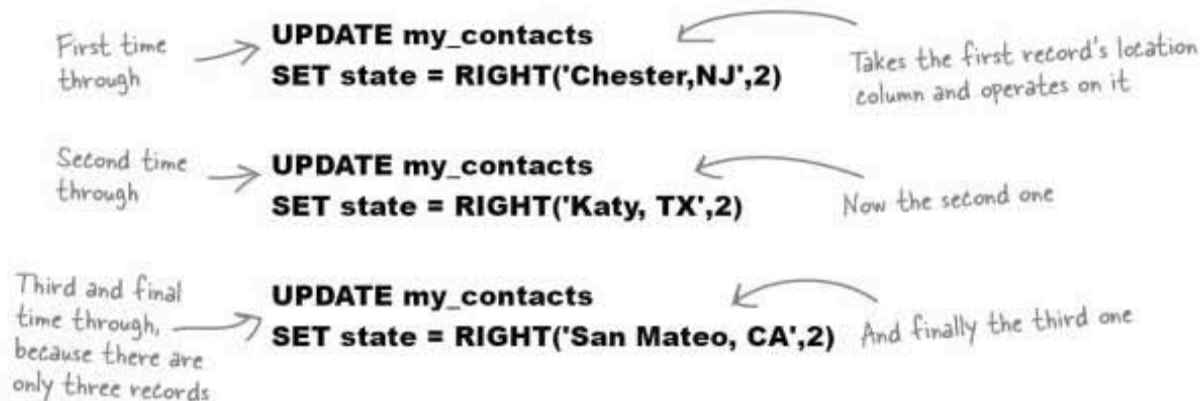 First time
through
UPDATE my_contacts
SET state = RIGHT('Chester,NJ',2)
Takes the first record's location
column and operates on it
Second time
through
UPDATE my_contacts
SET state = RIGHT('Katy, TX',2)
Now the second one
Third and final
time through,
because there are
only three records
UPDATE my_contacts
SET state = RIGHT('San Mateo, CA',2)
And finally the third one